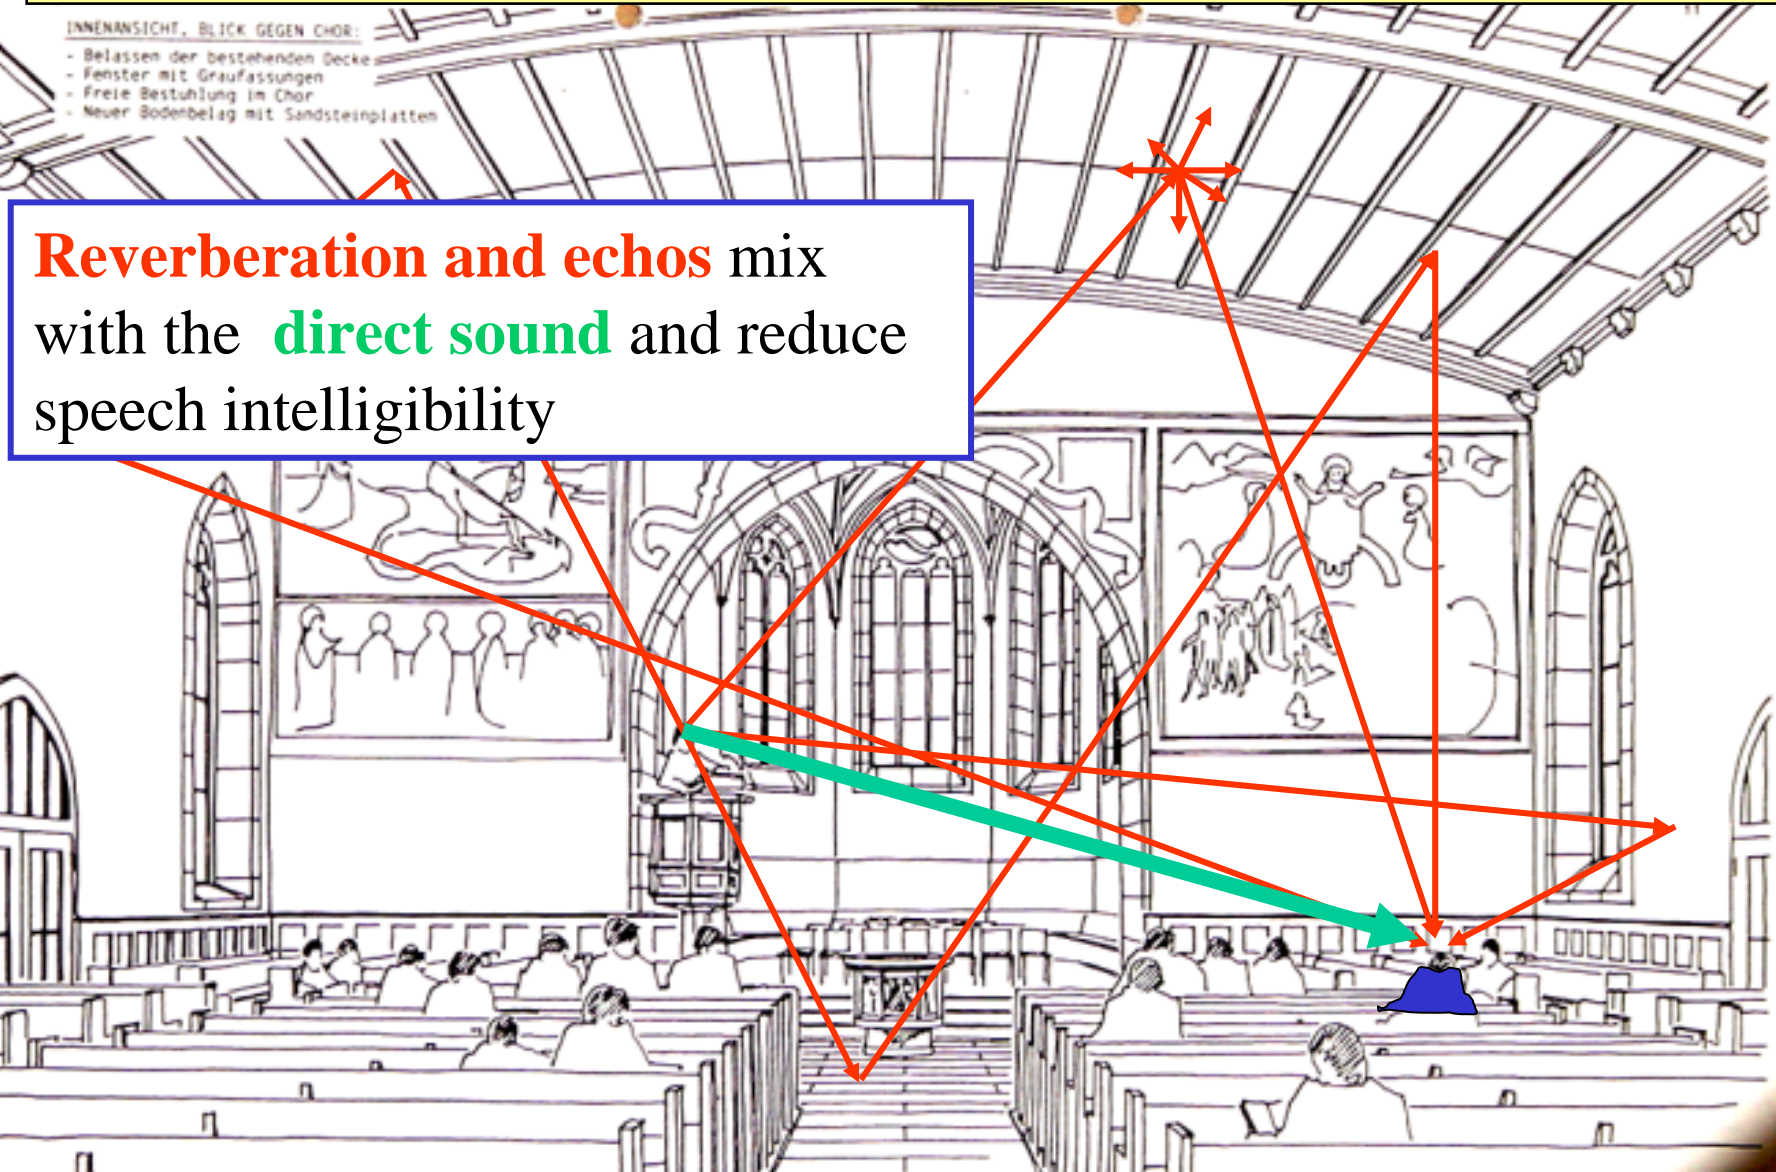 INNENANSICHT, BLICK GEGEN CHOR:
- Belassen der bestehenden Decke
- Fenster mit Graufassungen
- Freie Bestuhlung im Chor
- Neuer Bodenbelag mit Sandsteinplatten
Reverberation and echos mix
with the direct sound and reduce
speech intelligibility